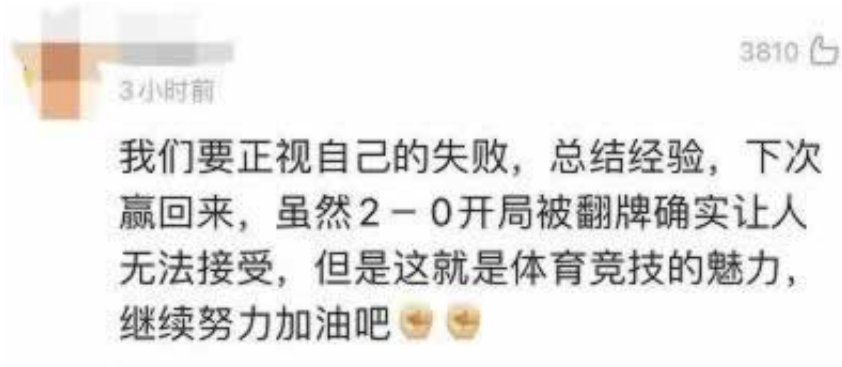 3810
3小时前
我们要正视自己的失败，总结经验，下次
赢回来，虽然2－0开局被翻牌确实让人
无法接受，但是这就是体育竞技的魅力，
继续努力加油吧